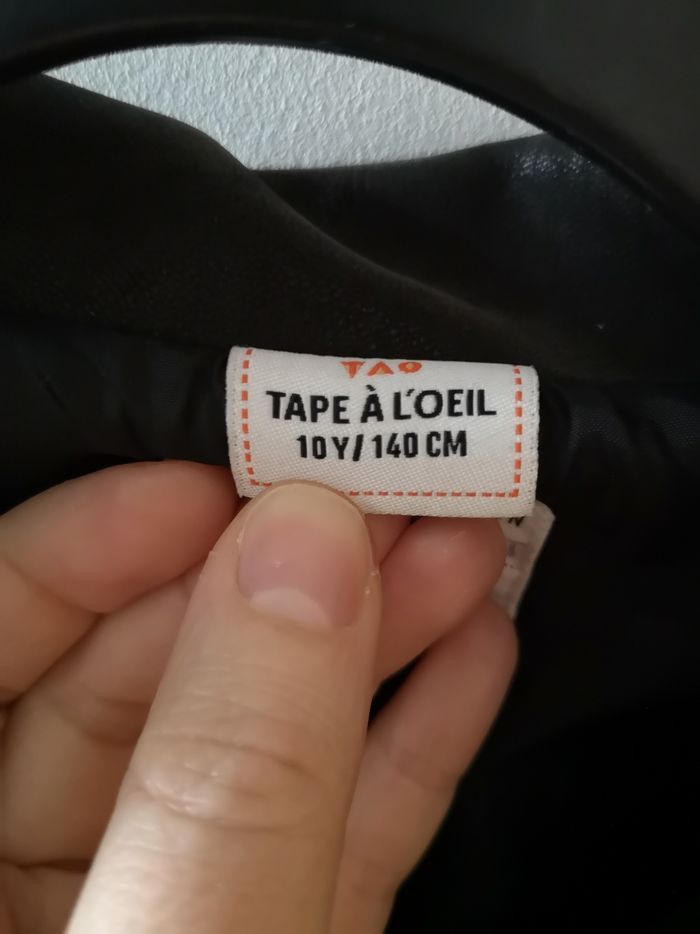 TAO
TAPE À L'OEIL
10 Y/ 140 CM